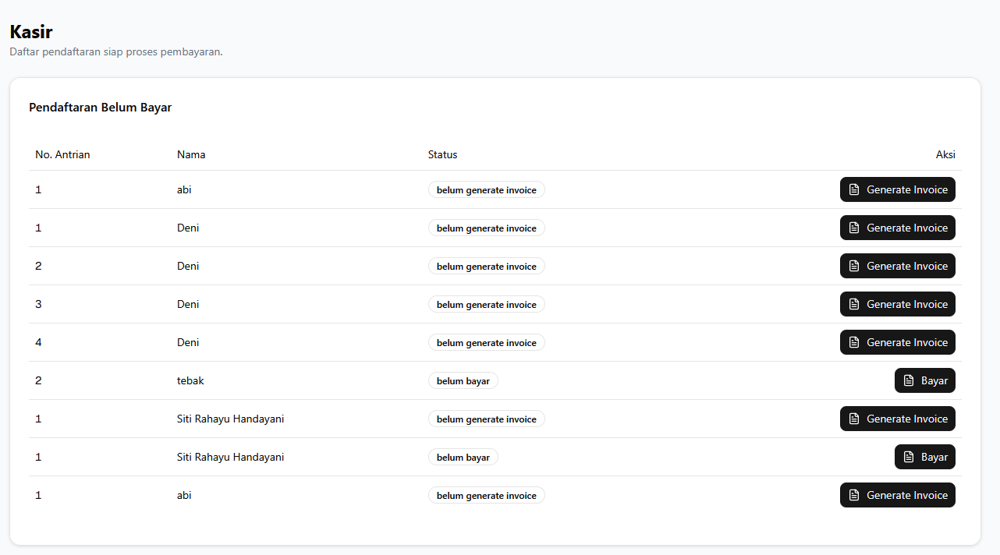 Kasir
Daftar pendaftaran siap proses pembayaran.
Pendaftaran Belum Bayar
No. Antrian Nama Status Aksi
1 abi belum generate invoice Generate Invoice
1 Deni belum generate invoice Generate Invoice
2 Deni belum generate invoice Generate Invoice
3 Deni belum generate invoice Generate Invoice
4 Deni belum generate invoice Generate Invoice
2 tebak belum bayar Bayar
1 Siti Rahayu Handayani belum generate invoice Generate Invoice
1 Siti Rahayu Handayani belum bayar Bayar
1 abi belum generate invoice Generate Invoice